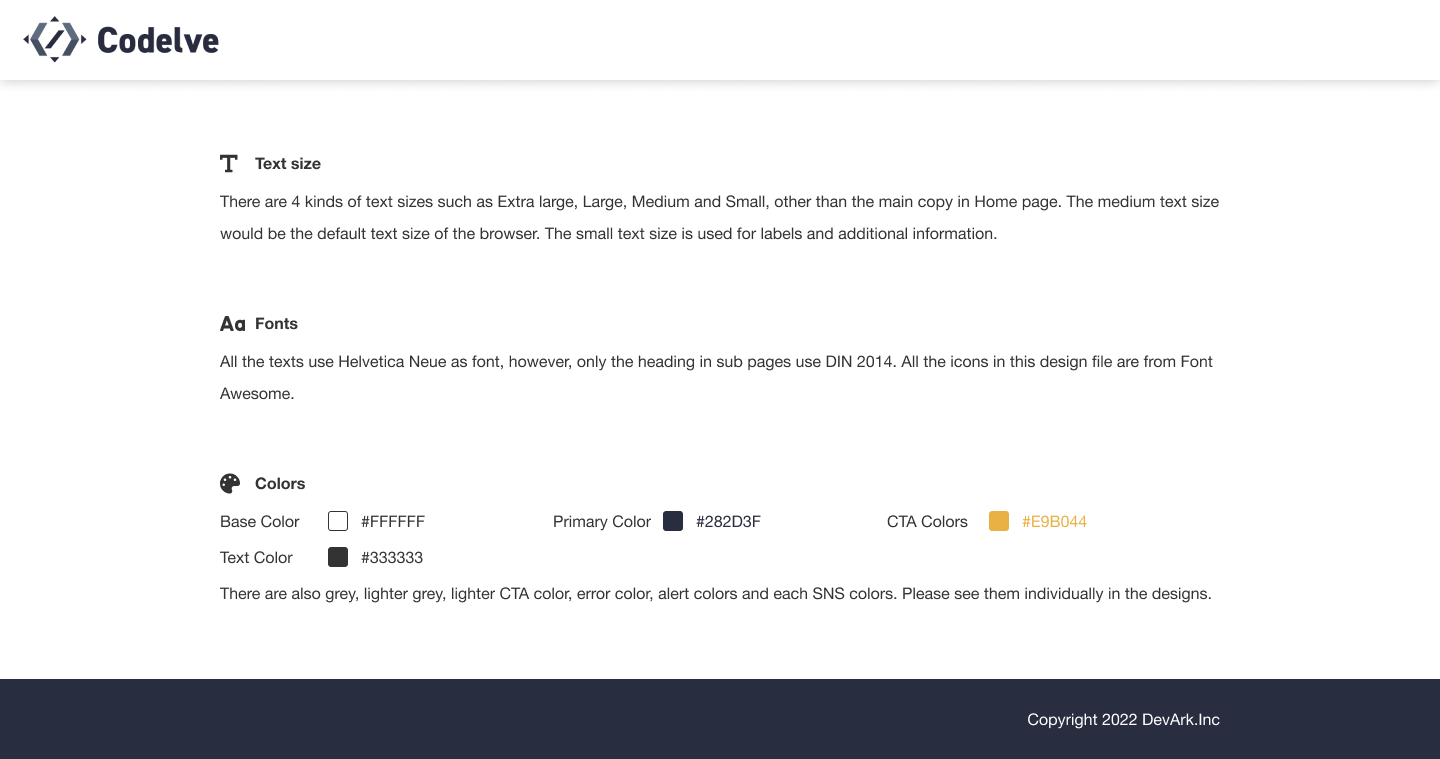 Codelve
Text size
There are 4 kinds of text sizes such as Extra large, Large, Medium and Small, other than the main copy in Home page. The medium text size
would be the default text size of the browser. The small text size is used for labels and additional information.
Aa Fonts
All the texts use Helvetica Neue as font, however, only the heading in sub pages use DIN 2014. All the icons in this design file are from Font
Awesome.
Colors
Base Color #FFFFFF Primary Color #282D3F CTA Colors #E9B044
Text Color #333333
There are also grey, lighter grey, lighter CTA color, error color, alert colors and each SNS colors. Please see them individually in the designs.
Copyright 2022 DevArk.Inc